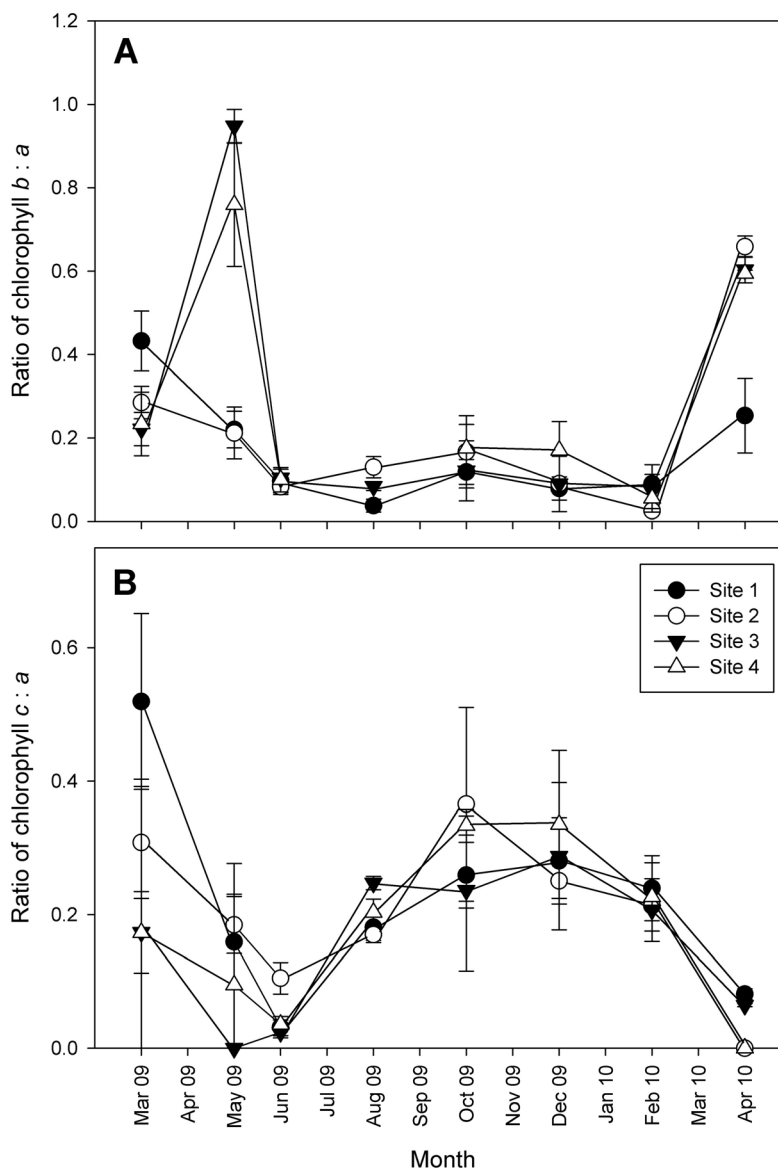 A
1.2
1.0
0.8
0.6
0.4
0.2
0.0
Ratio of chlorophyll b : a
B
0.6
0.4
0.2
0.0
Ratio of chlorophyll c : a
Site 1
Site 2
Site 3
Site 4
Mar 09
Apr 09
May 09
Jun 09
Jul 09
Aug 09
Sep 09
Oct 09
Nov 09
Dec 09
Jan 10
Feb 10
Mar 10
Apr 10
Month